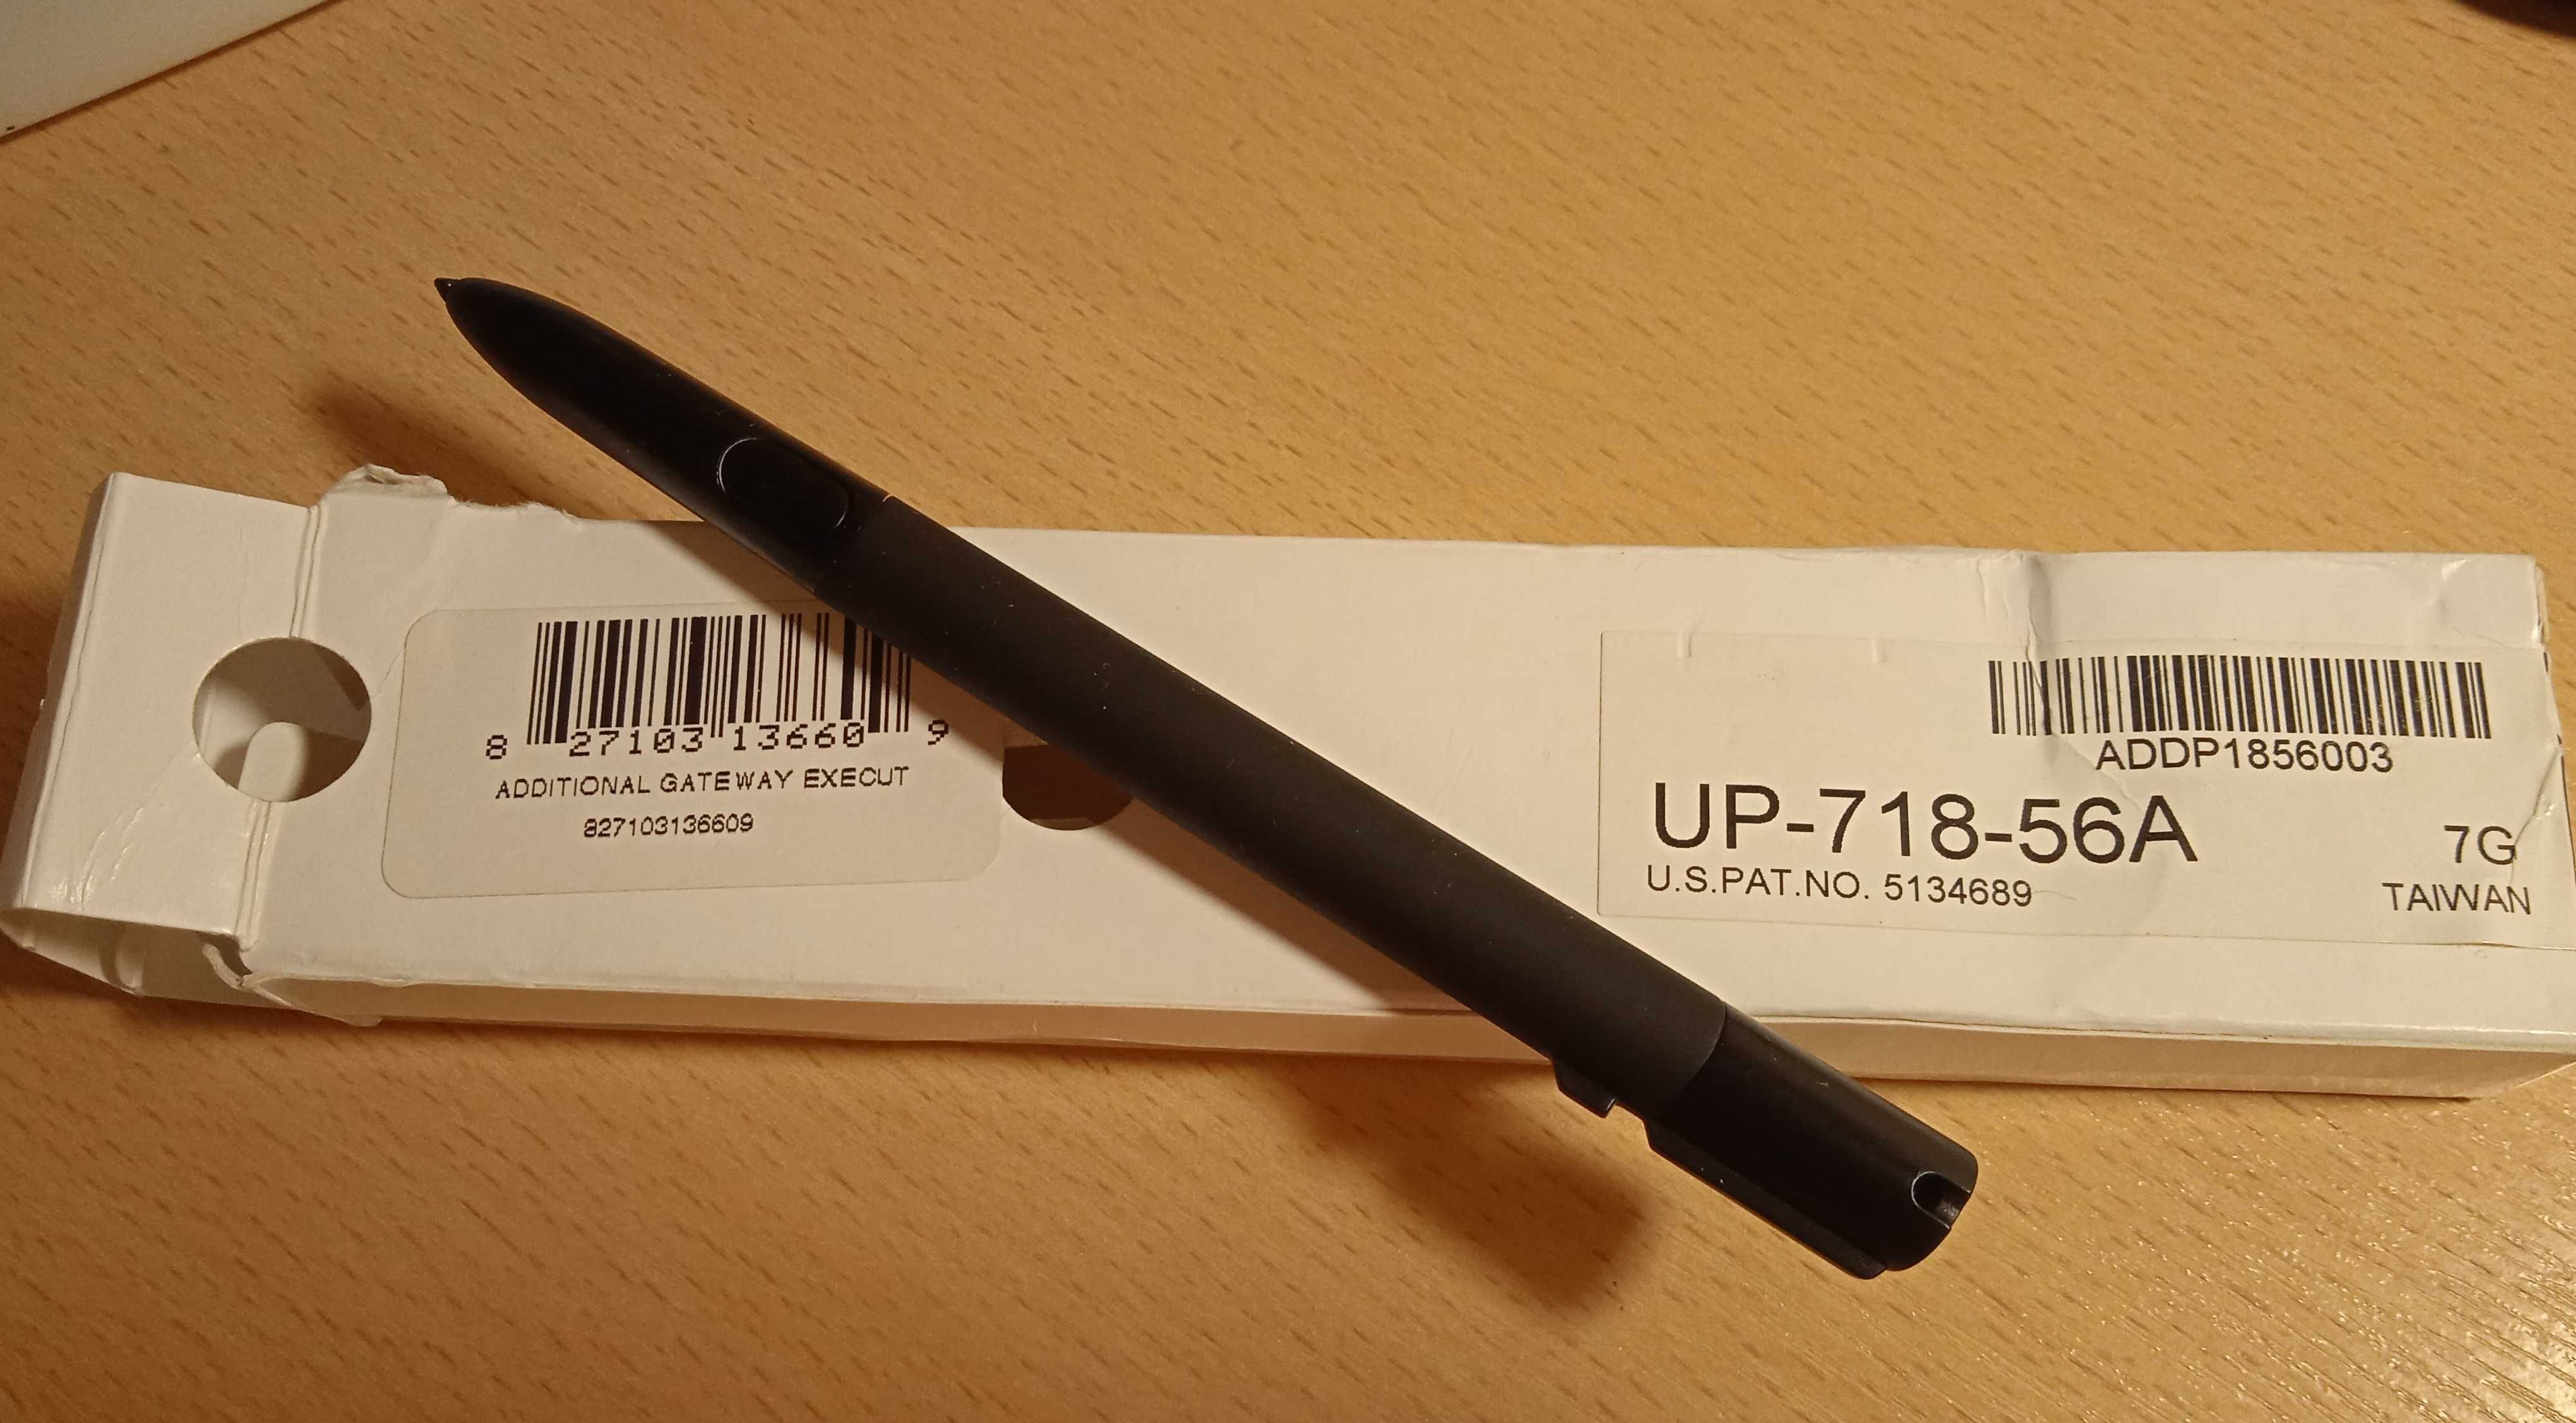 8 27103 13660 9
ADDITIONAL GATEWAY EXECUT
827103136609
ADDP1856003
UP-718-56A
7G
U.S.PAT.NO. 5134689
TAIWAN